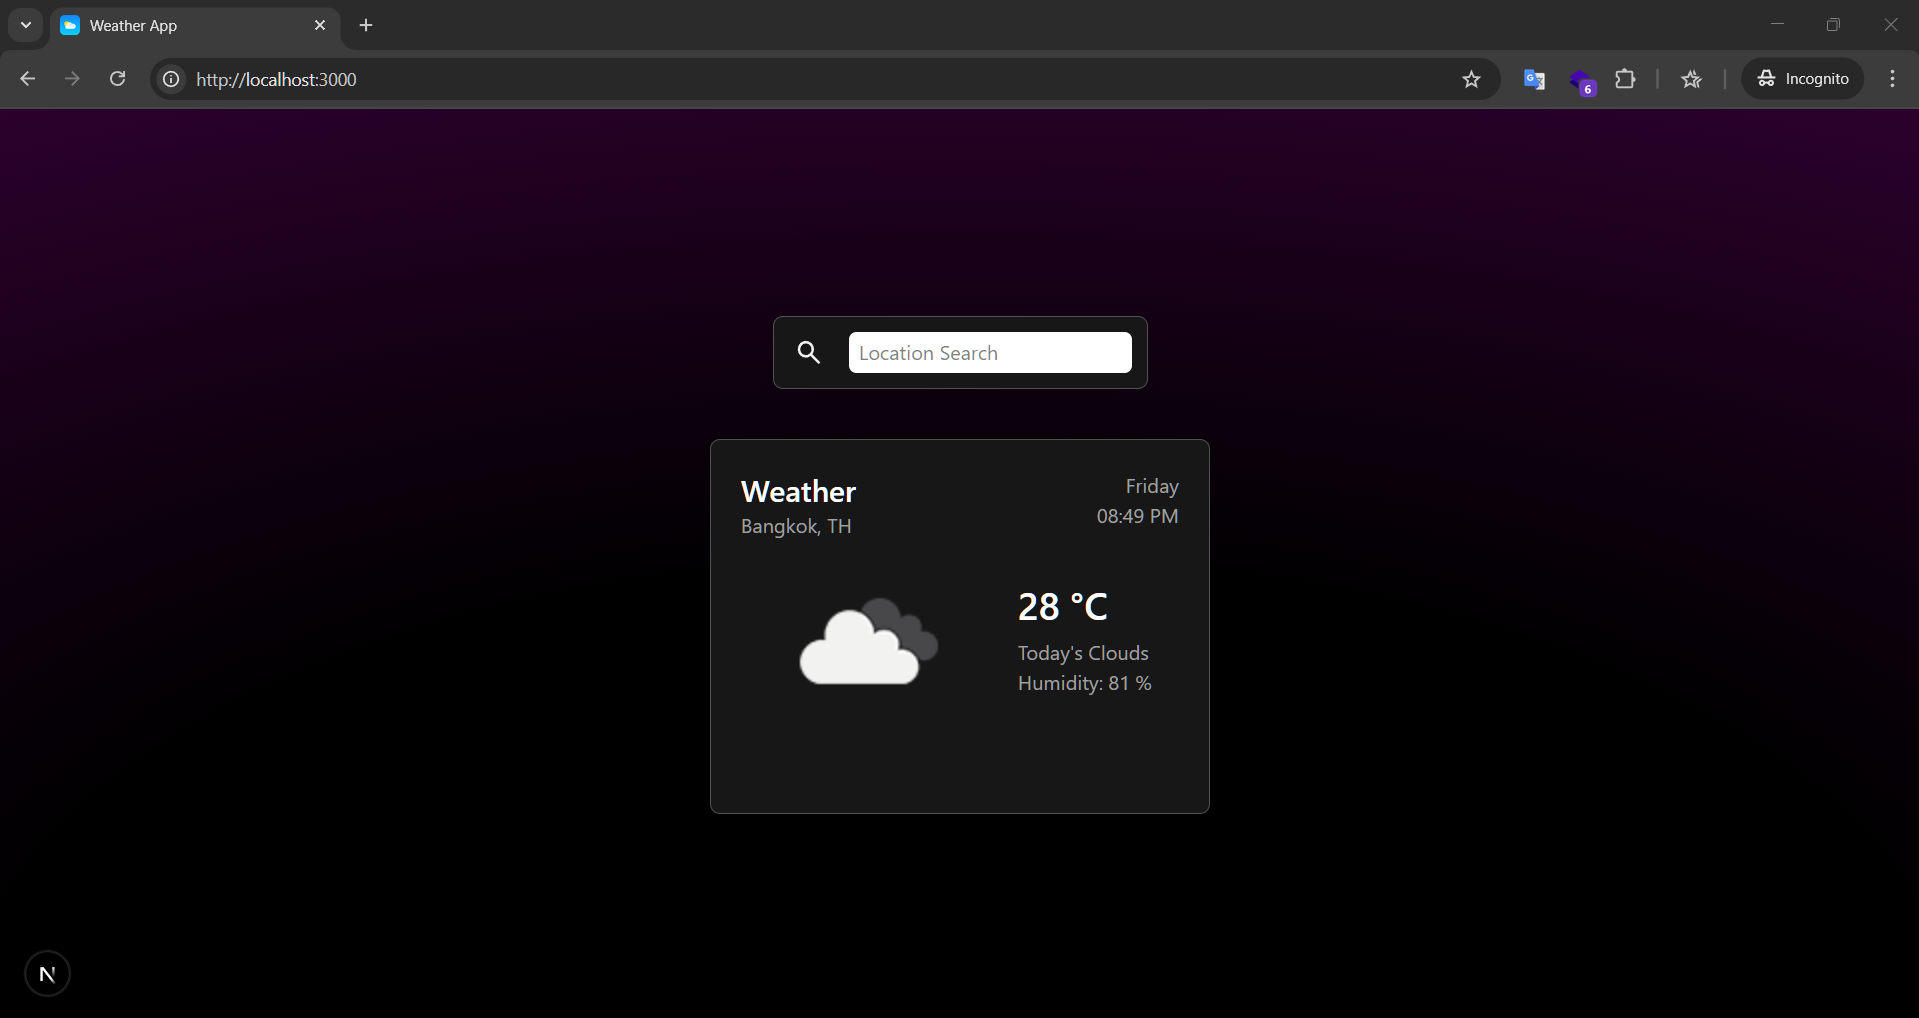 Weather App
http://localhost:3000
6
Incognito
Location Search
Weather
Bangkok, TH
Friday
08:49 PM
28 °C
Today's Clouds
Humidity: 81 %
N